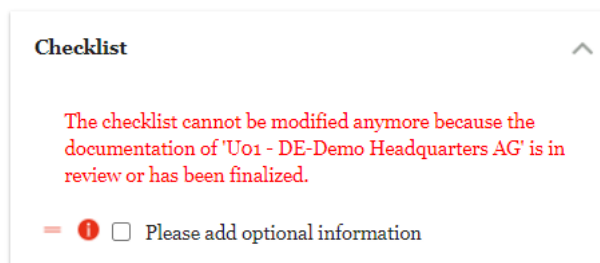 Checklist
The checklist cannot be modified anymore because the
documentation of 'U01 - DE-Demo Headquarters AG' is in
review or has been finalized.
Please add optional information